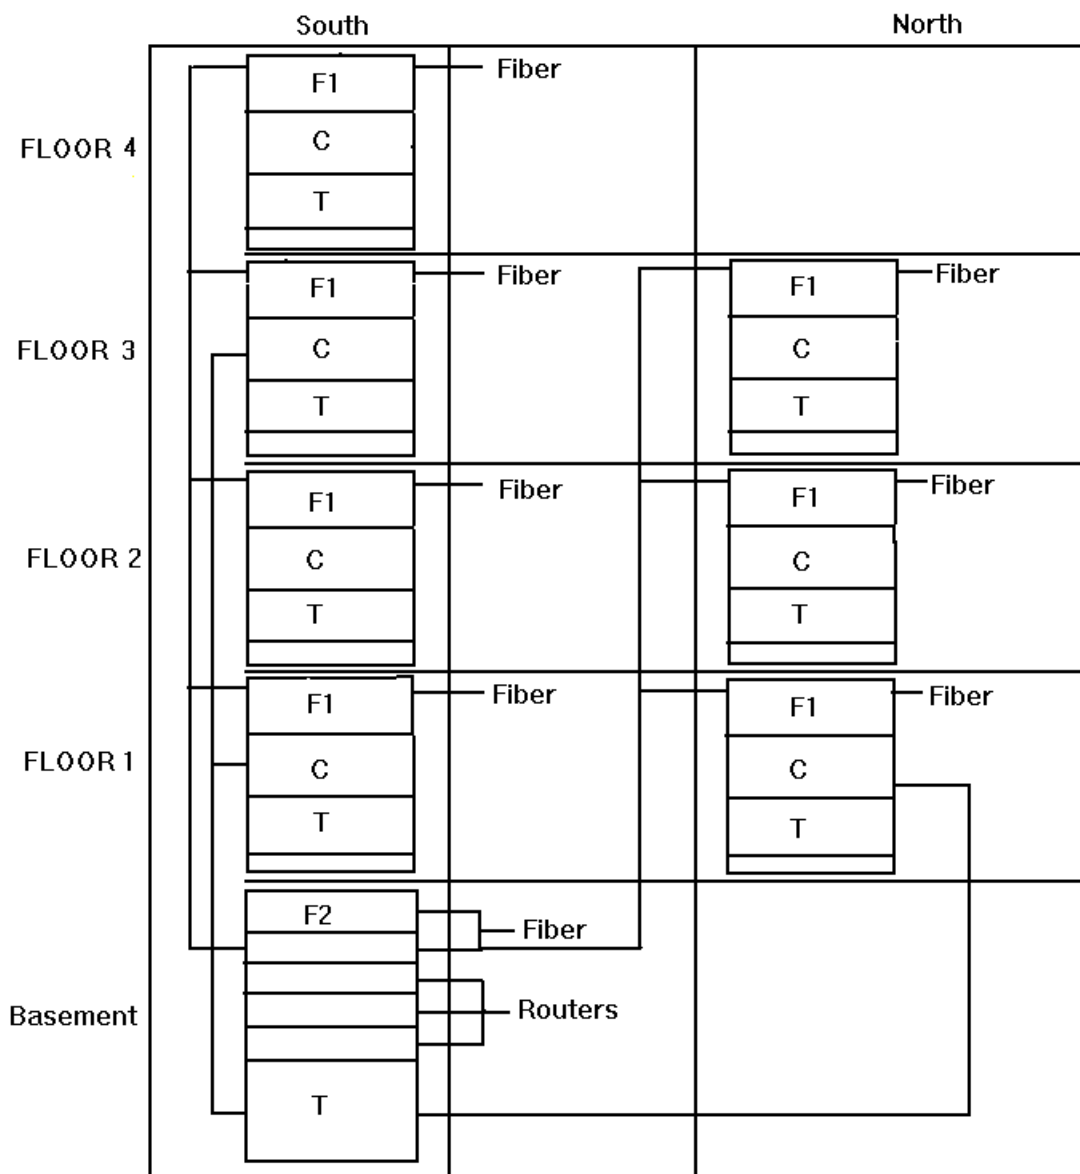 South
North
F1
Fiber
FLOOR 4
C
T
F1
Fiber
F1
Fiber
FLOOR 3
C
C
T
T
F1
Fiber
F1
Fiber
FLOOR 2
C
C
T
T
F1
Fiber
F1
Fiber
FLOOR 1
C
C
T
T
F2
Fiber
Basement
Routers
T